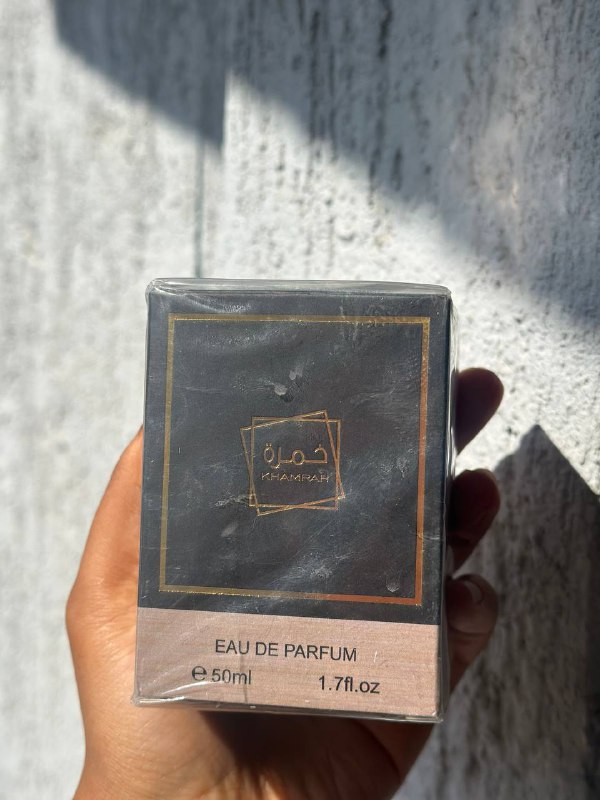 خمرة
KHAMRAH
EAU DE PARFUM
e 50ml 1.7fl.oz